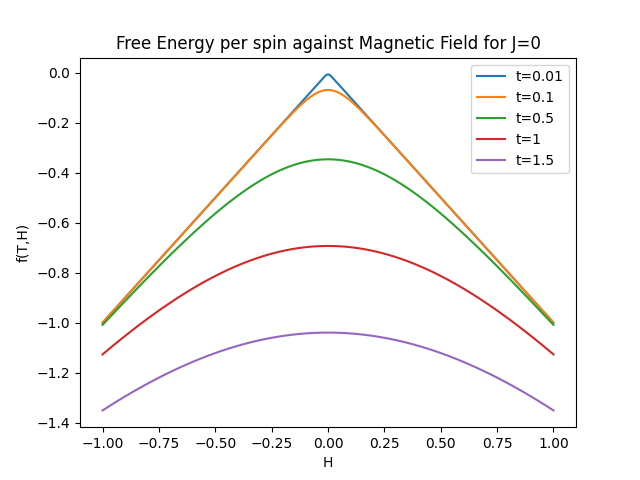 Free Energy per spin against Magnetic Field for J=0
t=0.01
t=0.1
t=0.5
t=1
t=1.5
f(T,H)
0.0
−0.2
−0.4
−0.6
−0.8
−1.0
−1.2
−1.4
−1.00 −0.75 −0.50 −0.25 0.00 0.25 0.50 0.75 1.00
H